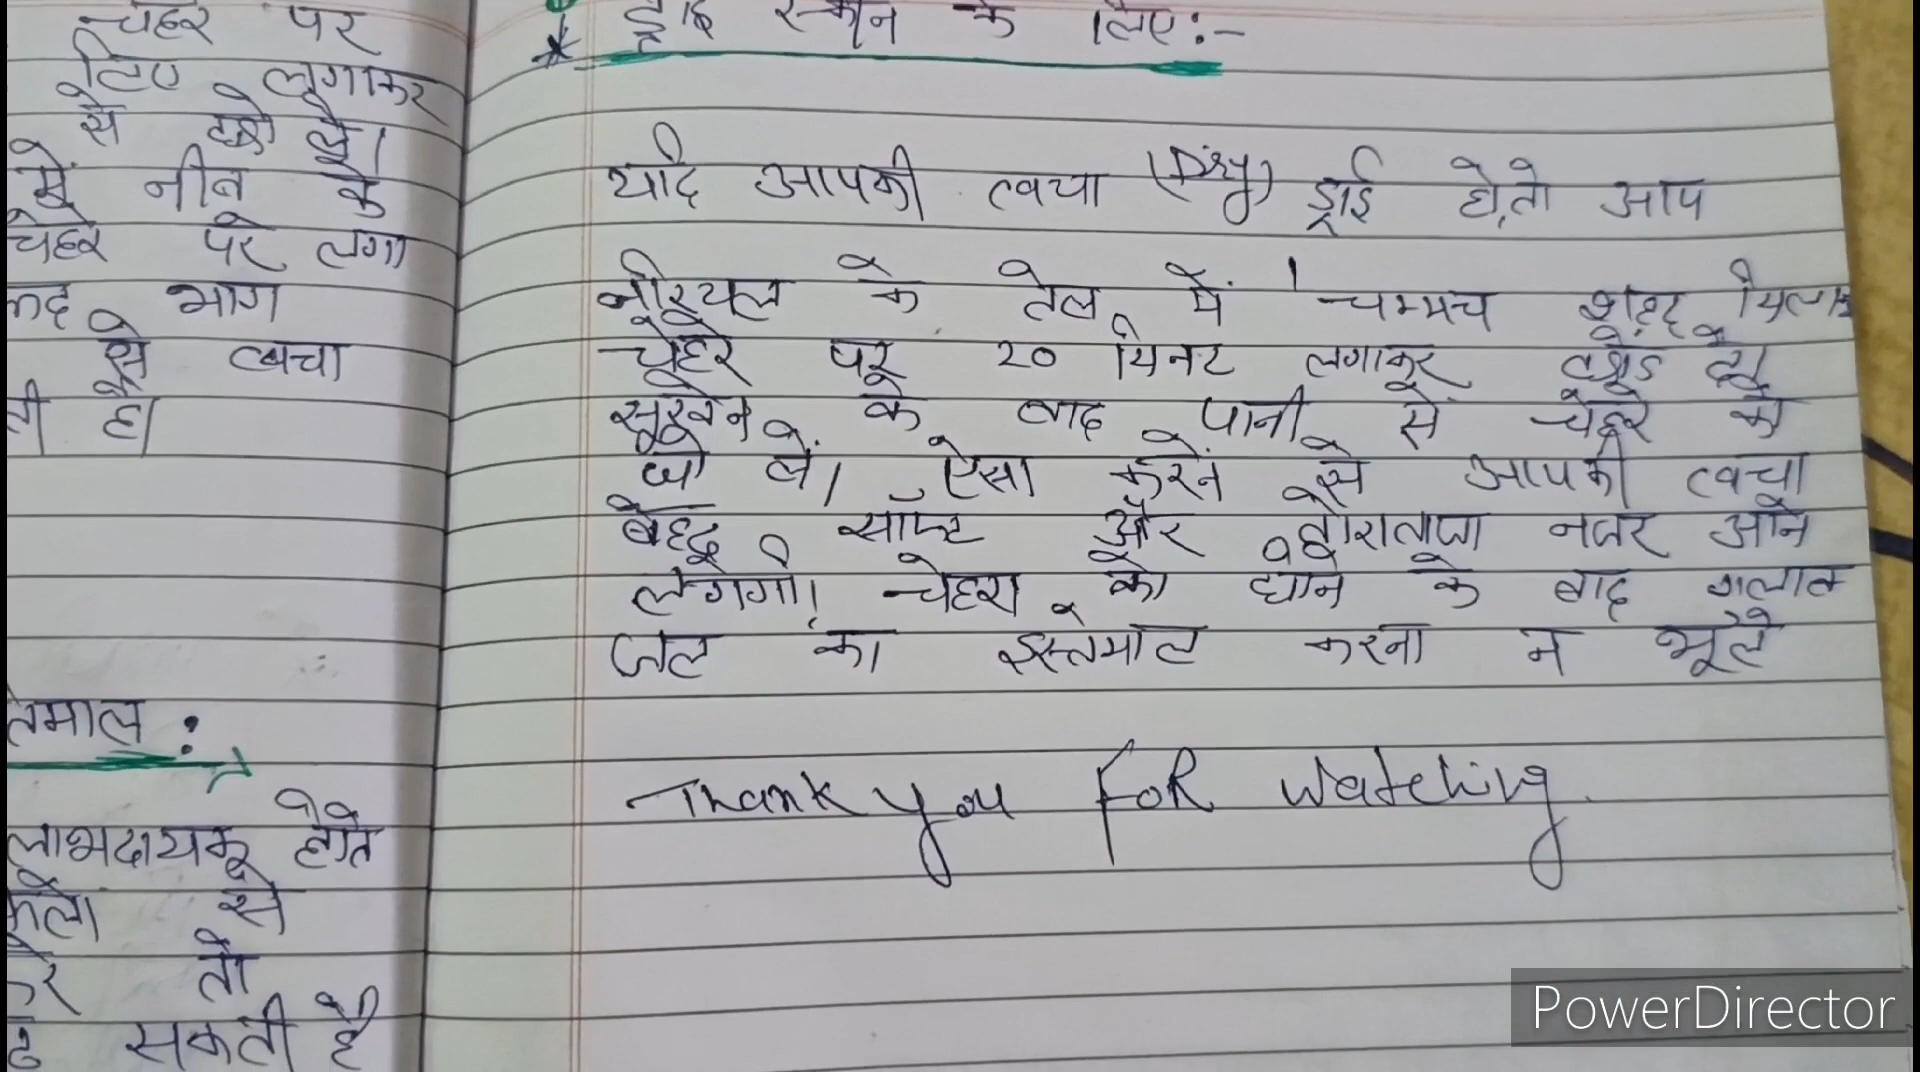 चेहरे पर
लिए लगाकर
से धो लें।
में नीम के
चेहरे पर लगा
भाग
से त्वचा
है।
तेमाल :
लाभदायक होते
से
तो
सकती है
ड्राई स्कीन के लिए:-
यदि आपकी त्वचा (Dry) ड्राई हो,तो आप
नारियल के तेल में 1 चम्मच शहद मिलाकर
चेहरे पर 20 मिनट लगाकर छोड़ दें।
सूखने के बाद पानी से चेहरे को
धो लें। ऐसा करनें से आपकी त्वचा
बेहद सॉफ्ट और नजर आने
लगेगी। चेहरा को धोने के बाद गुलाब
जल का इस्तेमाल करना न भूलें
Thank you FoR Watching.
PowerDirector